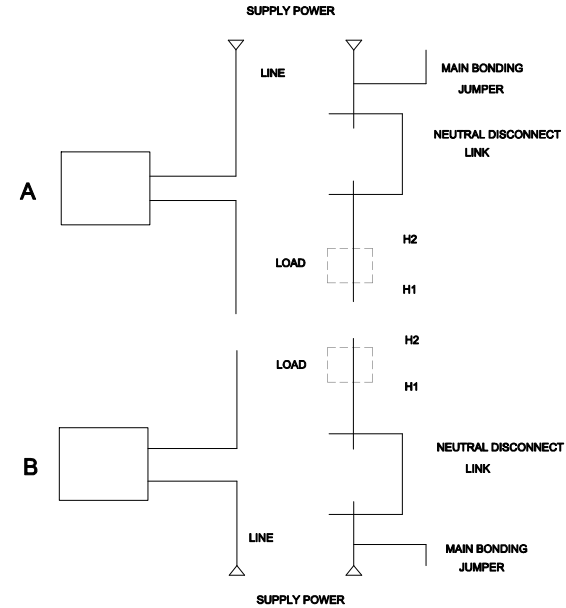 SUPPLY POWER
LINE
MAIN BONDING
JUMPER
NEUTRAL DISCONNECT
LINK
A
H2
LOAD
H1
H2
LOAD
H1
NEUTRAL DISCONNECT
LINK
B
LINE
MAIN BONDING
JUMPER
SUPPLY POWER